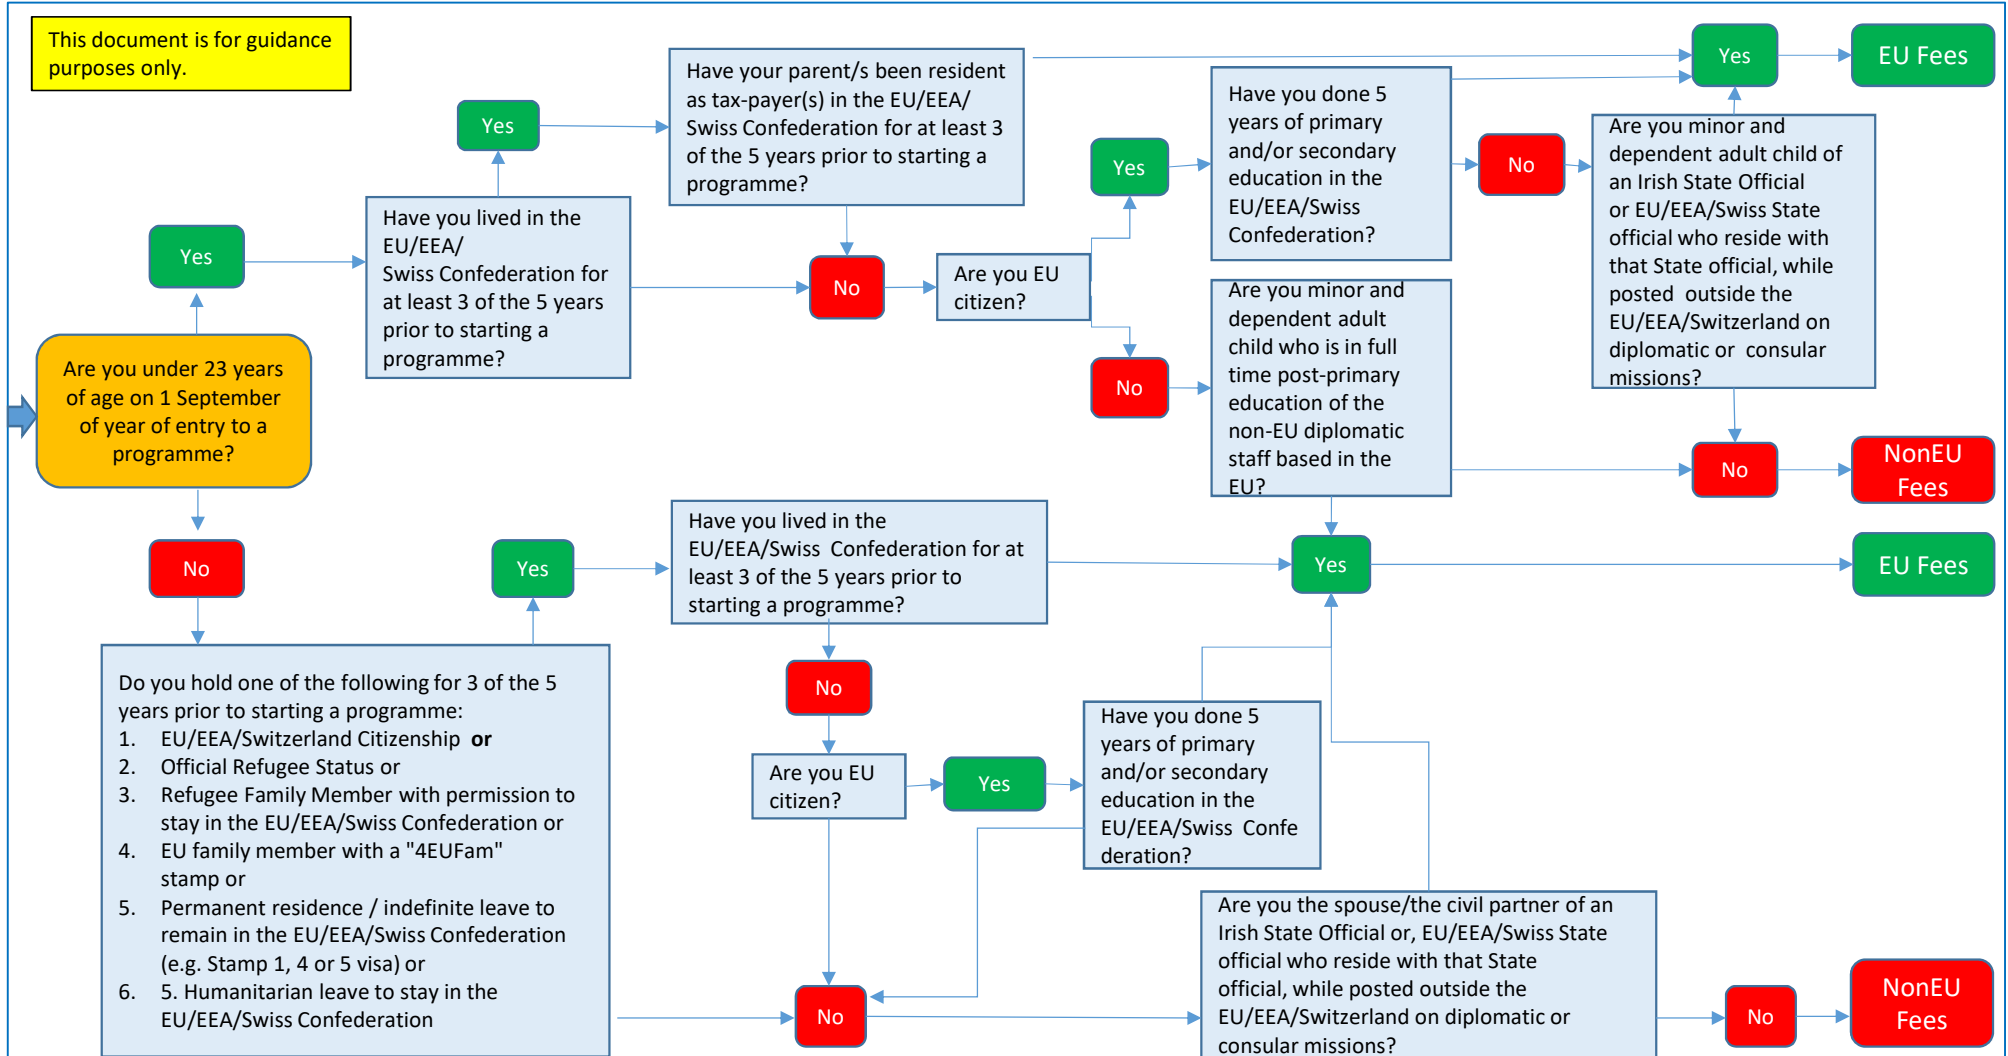 This document is for guidance
purposes only.
Are you under 23 years
of age on 1 September
of year of entry to a
programme?
Yes
Have you lived in the
EU/EEA/
Swiss Confederation for
at least 3 of the 5 years
prior to starting a
programme?
Yes
Have your parent/s been resident
as tax-payer(s) in the EU/EEA/
Swiss Confederation for at least 3
of the 5 years prior to starting a
programme?
No
Are you EU
citizen?
Yes
Have you done 5
years of primary
and/or secondary
education in the
EU/EEA/Swiss
Confederation?
No
Are you minor and
dependent adult child of
an Irish State Official
or EU/EEA/Swiss State
official who reside with
that State official, while
posted outside the
EU/EEA/Switzerland on
diplomatic or consular
missions?
Yes
EU Fees
No
Are you minor and
dependent adult
child who is in full
time post-primary
education of the
non-EU diplomatic
staff based in the
EU?
No
NonEU
Fees
No
Do you hold one of the following for 3 of the 5
years prior to starting a programme:
1. EU/EEA/Switzerland Citizenship or
2. Official Refugee Status or
3. Refugee Family Member with permission to
stay in the EU/EEA/Swiss Confederation or
4. EU family member with a "4EUFam"
stamp or
5. Permanent residence / indefinite leave to
remain in the EU/EEA/Swiss Confederation
(e.g. Stamp 1, 4 or 5 visa) or
6. 5. Humanitarian leave to stay in the
EU/EEA/Swiss Confederation
Yes
Have you lived in the
EU/EEA/Swiss Confederation for at
least 3 of the 5 years prior to
starting a programme?
Yes
EU Fees
No
Are you EU
citizen?
Yes
Have you done 5
years of primary
and/or secondary
education in the
EU/EEA/Swiss Confe
deration?
No
Are you the spouse/the civil partner of an
Irish State Official or, EU/EEA/Swiss State
official who reside with that State
official, while posted outside the
EU/EEA/Switzerland on diplomatic or
consular missions?
No
NonEU
Fees